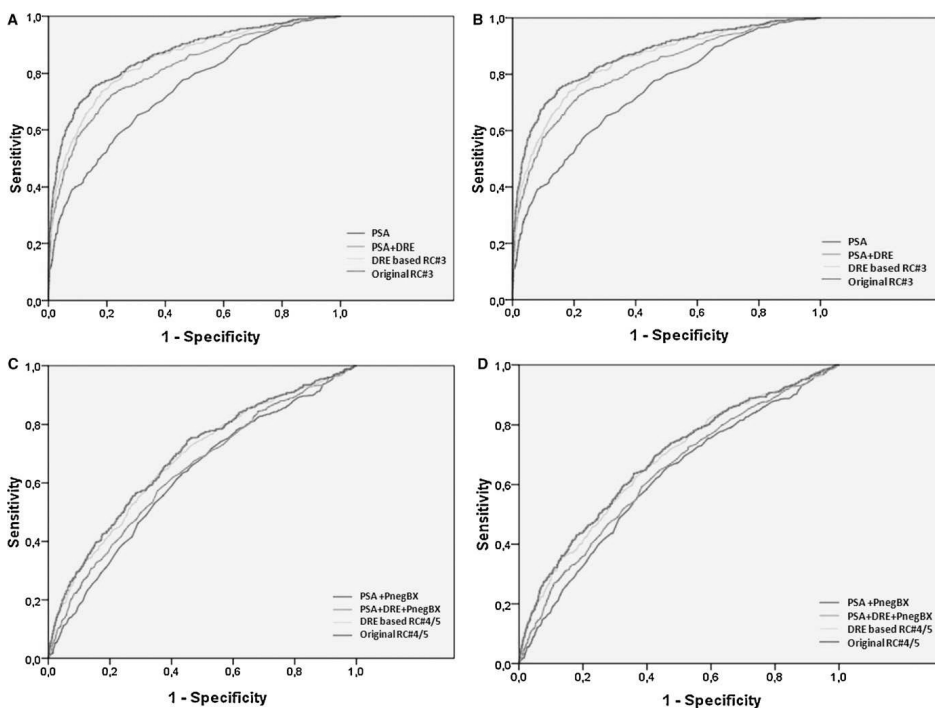 A
1,0
0,8
0,6
0,4
0,2
0,0
Sensitivity
PSA
PSA+DRE
DRE based RC#3
Original RC#3
0,0 0,2 0,4 0,6 0,8 1,0
1 - Specificity
B
1,0
0,8
0,6
0,4
0,2
0,0
Sensitivity
PSA
PSA+DRE
DRE based RC#3
Original RC#3
0,0 0,2 0,4 0,6 0,8 1,0
1 - Specificity
C
1,0
0,8
0,6
0,4
0,2
0,0
Sensitivity
PSA +PnegBX
PSA+DRE+PnegBX
DRE based RC#4/5
Original RC#4/5
0,0 0,2 0,4 0,6 0,8 1,0
1 - Specificity
D
1,0
0,8
0,6
0,4
0,2
0,0
Sensitivity
PSA +PnegBX
PSA+DRE+PnegBX
DRE based RC#4/5
Original RC#4/5
0,0 0,2 0,4 0,6 0,8 1,0
1 - Specificity